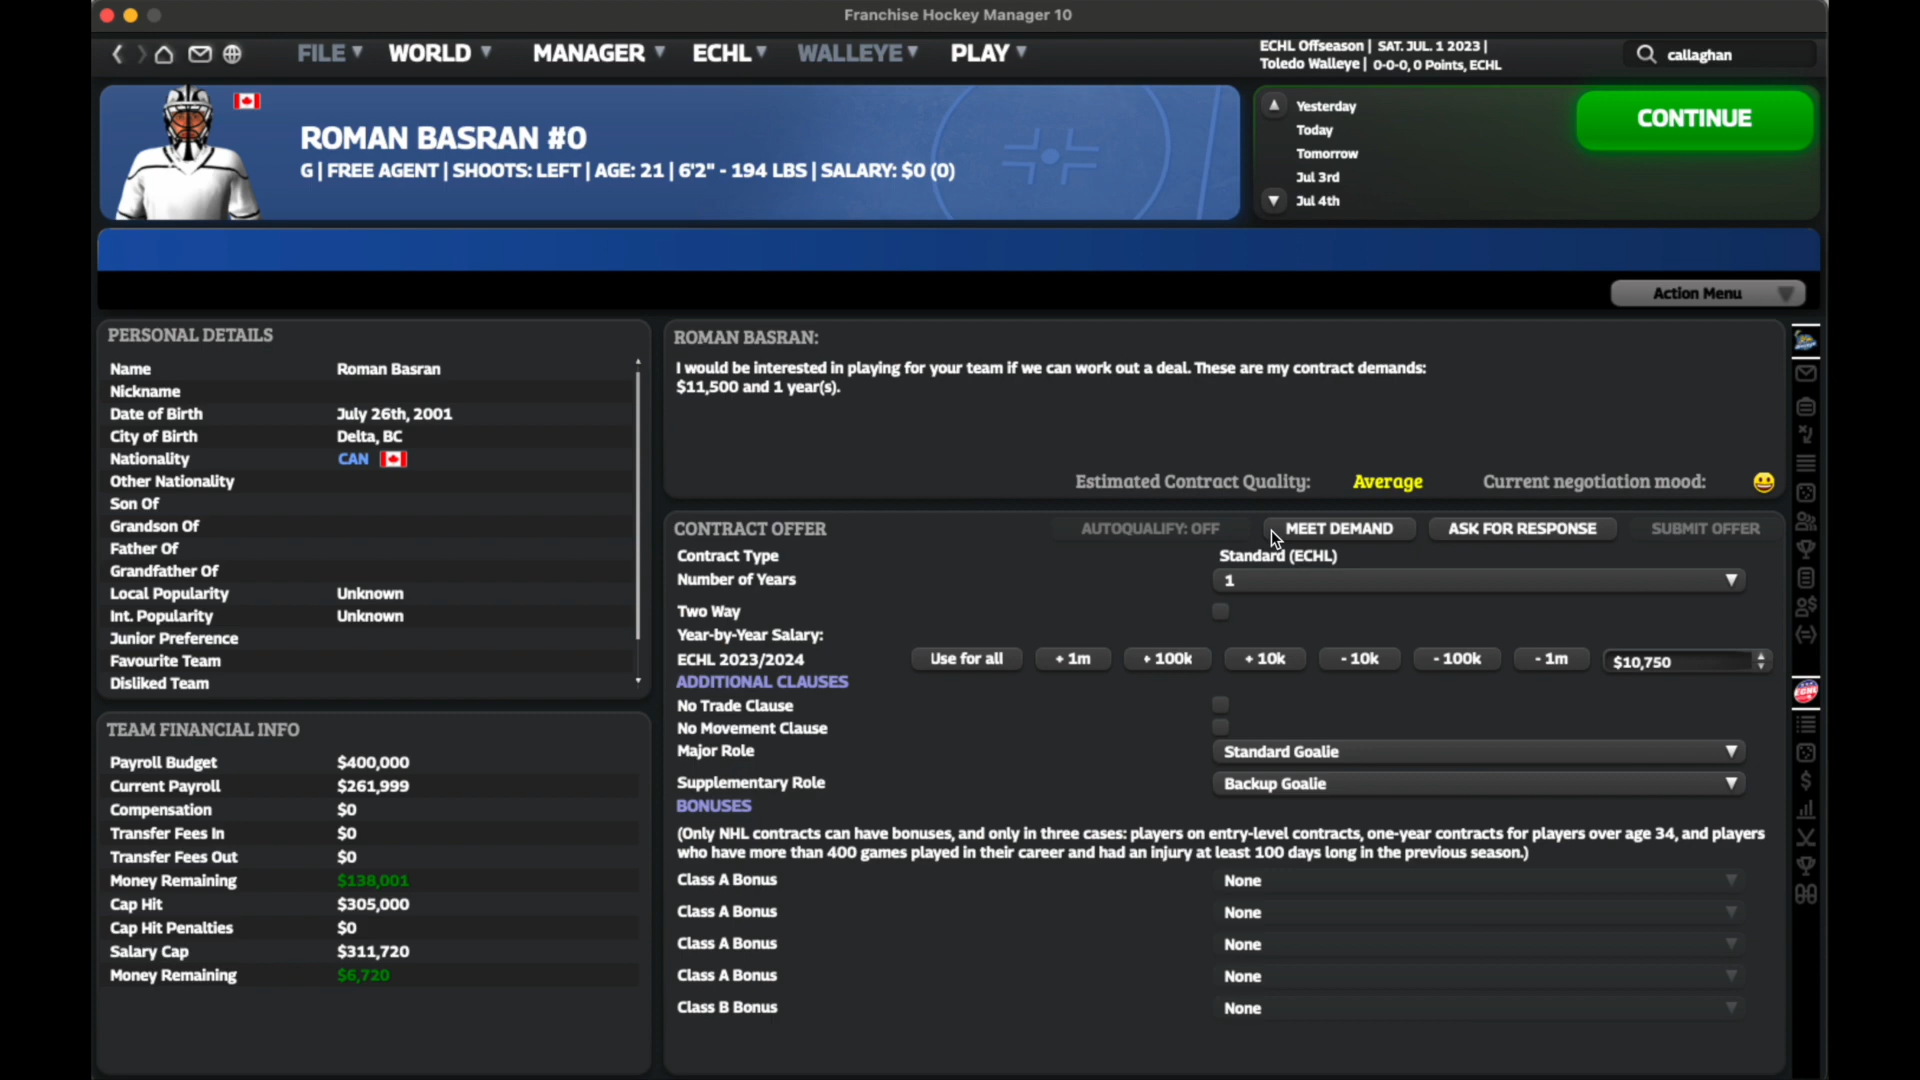 Franchise Hockey Manager 10
FILE WORLD MANAGER ECHL WALLEYE PLAY
ECHL Offseason | SAT. JUL. 1 2023 |
Toledo Walleye | 0-0-0, 0 Points, ECHL
callaghan
ROMAN BASRAN #0
G | FREE AGENT | SHOOTS: LEFT | AGE: 21 | 6'2" - 194 LBS | SALARY: $0 (0)
Yesterday
Today
Tomorrow
Jul 3rd
Jul 4th
CONTINUE
Action Menu
PERSONAL DETAILS
Name Roman Basran
Nickname
Date of Birth July 26th, 2001
City of Birth Delta, BC
Nationality CAN
Other Nationality
Son Of
Grandson Of
Father Of
Grandfather Of
Local Popularity Unknown
Int. Popularity Unknown
Junior Preference
Favourite Team
Disliked Team
TEAM FINANCIAL INFO
Payroll Budget $400,000
Current Payroll $261,999
Compensation $0
Transfer Fees In $0
Transfer Fees Out $0
Money Remaining $138,001
Cap Hit $305,000
Cap Hit Penalties $0
Salary Cap $311,720
Money Remaining $6,720
ROMAN BASRAN:
I would be interested in playing for your team if we can work out a deal. These are my contract demands:
$11,500 and 1 year(s).
Estimated Contract Quality: Average Current negotiation mood:
CONTRACT OFFER AUTOQUALIFY: OFF MEET DEMAND ASK FOR RESPONSE SUBMIT OFFER
Contract Type Standard (ECHL)
Number of Years 1
Two Way
Year-by-Year Salary:
ECHL 2023/2024 Use for all + 1m + 100k + 10k - 10k - 100k - 1m $10,750
ADDITIONAL CLAUSES
No Trade Clause
No Movement Clause
Major Role Standard Goalie
Supplementary Role Backup Goalie
BONUSES
(Only NHL contracts can have bonuses, and only in three cases: players on entry-level contracts, one-year contracts for players over age 34, and players
who have more than 400 games played in their career and had an injury at least 100 days long in the previous season.)
Class A Bonus None
Class A Bonus None
Class A Bonus None
Class A Bonus None
Class B Bonus None
ECHL